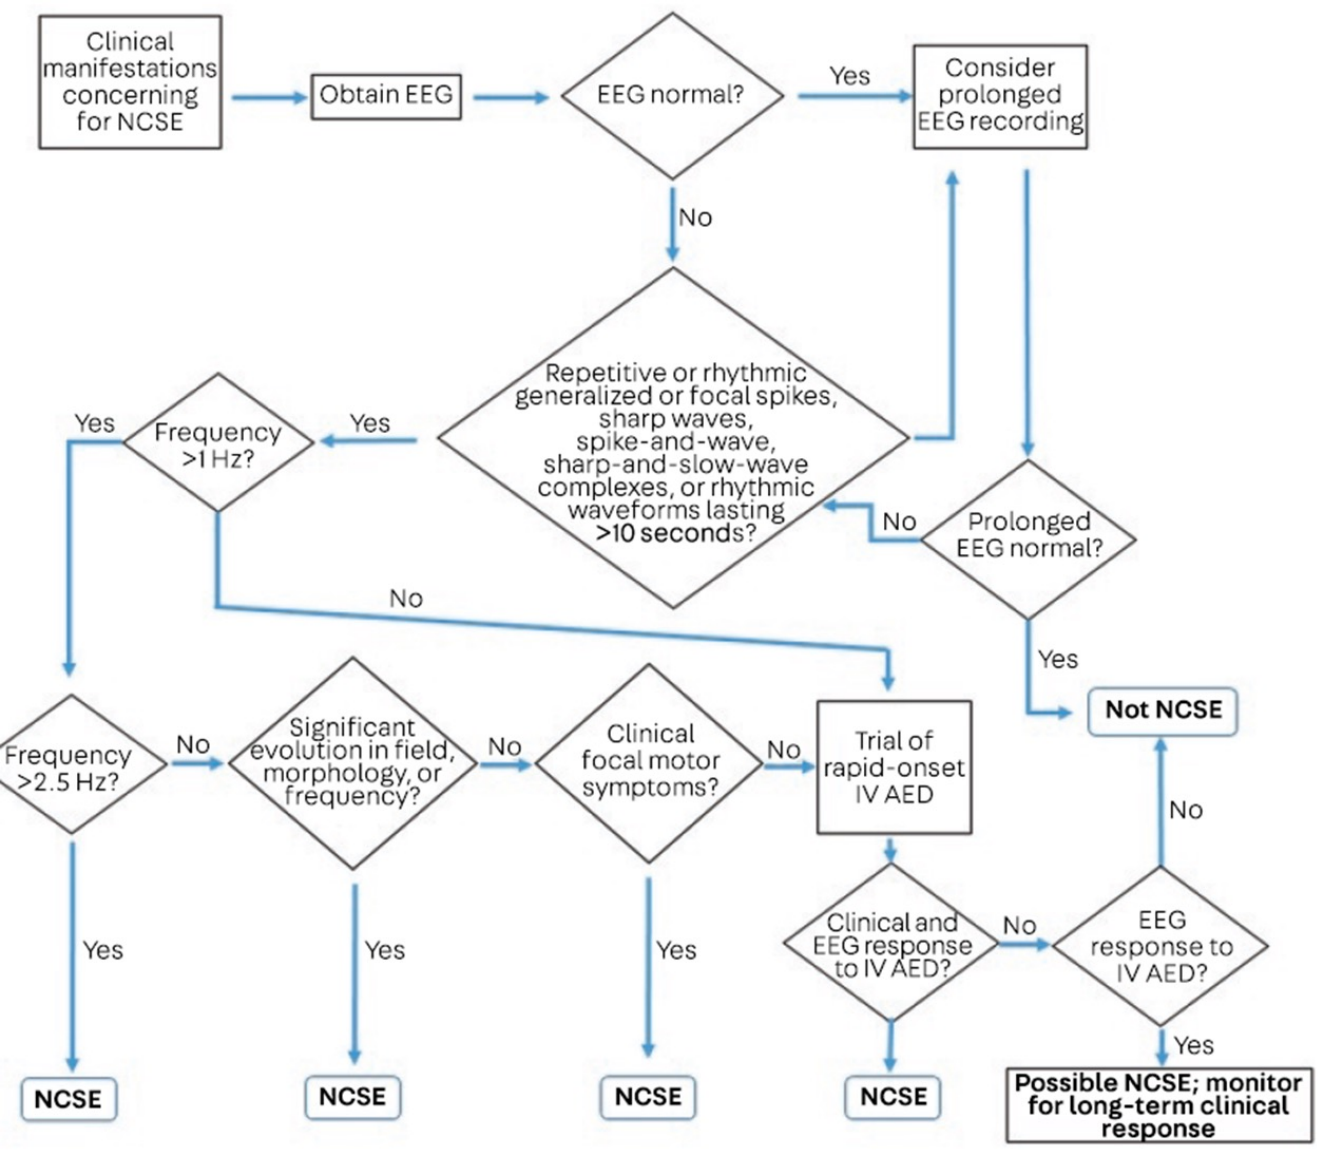 Clinical
manifestations
concerning
for NCSE
Obtain EEG
EEG normal?
Yes
Consider
prolonged
EEG recording
No
Repetitive or rhythmic
generalized or focal spikes,
sharp waves,
spike-and-wave,
sharp-and-slow-wave
complexes, or rhythmic
waveforms lasting
>10 seconds?
Yes
Frequency
>1 Hz?
Yes
No
Prolonged
EEG normal?
No
Yes
Not NCSE
Frequency
>2.5 Hz?
No
Significant
evolution in field,
morphology, or
frequency?
No
Clinical
focal motor
symptoms?
No
Trial of
rapid-onset
IV AED
No
Yes
Yes
Yes
Clinical and
EEG response
to IV AED?
No
EEG
response to
IV AED?
Yes
NCSE
NCSE
NCSE
NCSE
Possible NCSE; monitor
for long-term clinical
response